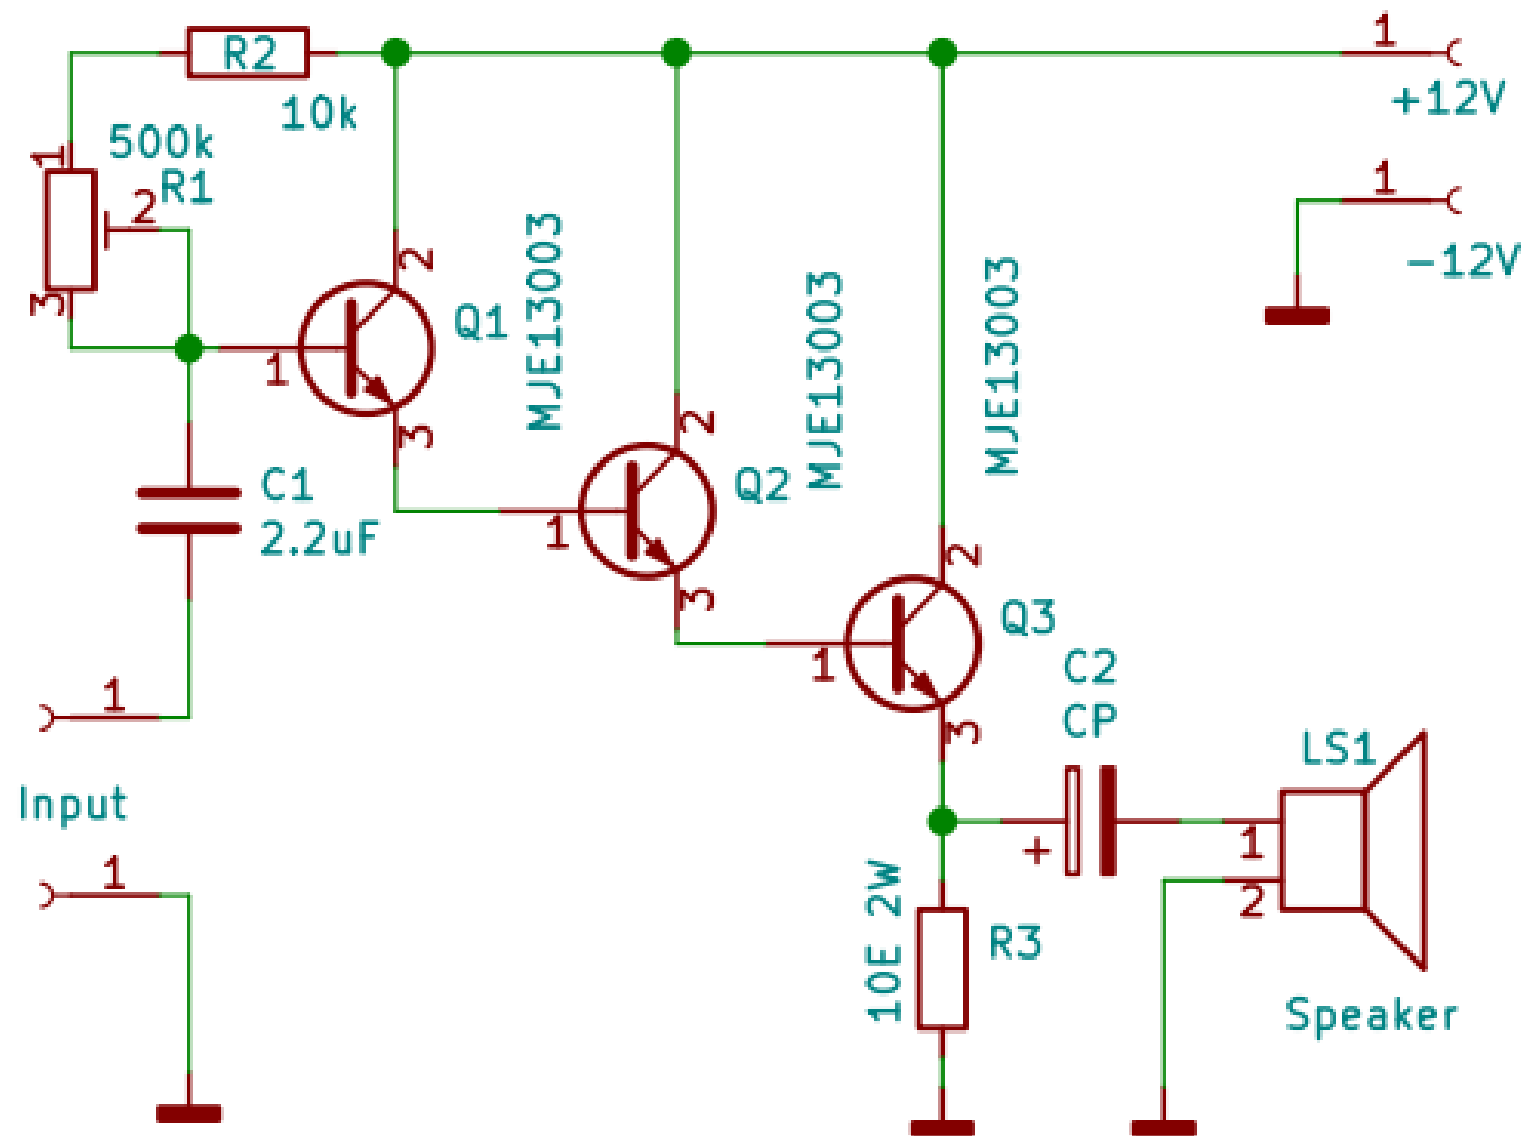 R2
10k
1
+12V
500k
R1
1
2
3
1
-12V
2
Q1
MJE13003
1
3
2
Q2
MJE13003
1
3
MJE13003
2
Q3
1
3
C1
2.2uF
C2
CP
+
LS1
1
2
Speaker
1
Input
1
10E 2W
R3